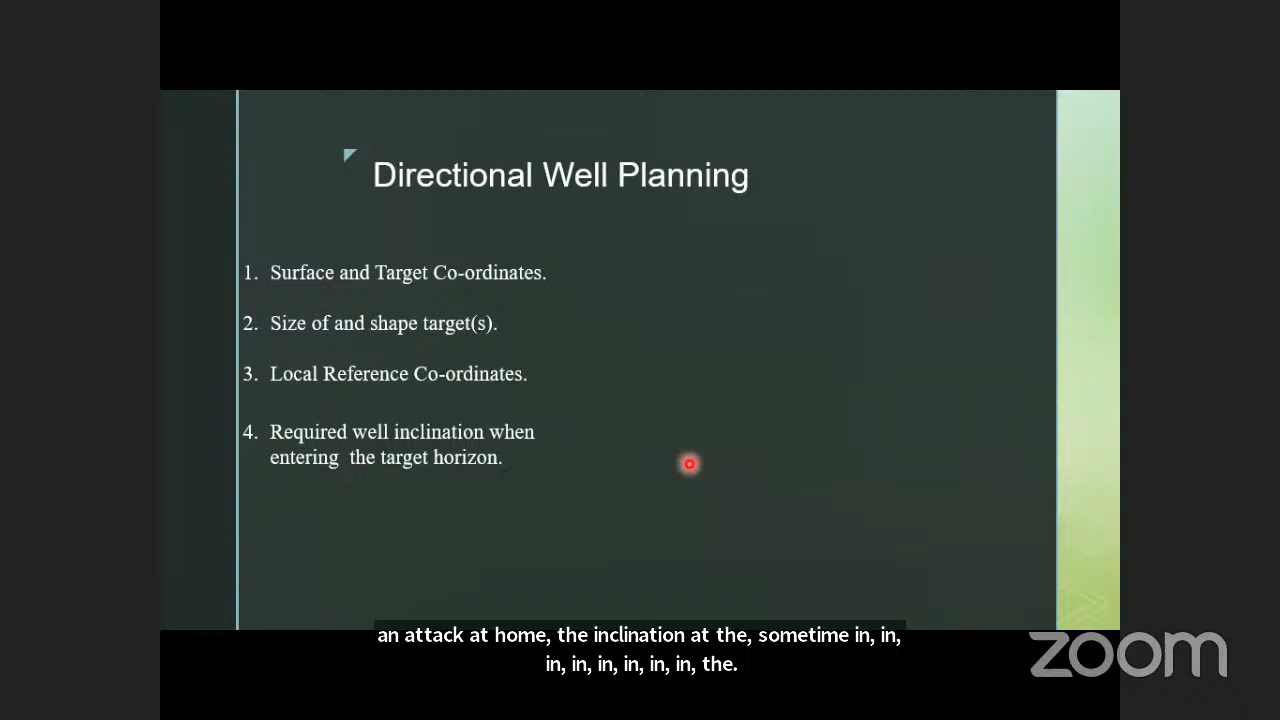 Directional Well Planning
1. Surface and Target Co-ordinates.
2. Size of and shape target(s).
3. Local Reference Co-ordinates.
4. Required well inclination when
entering the target horizon.
an attack at home, the inclination at the, sometime in, in,
in, in, in, in, in, in, the.
zoom